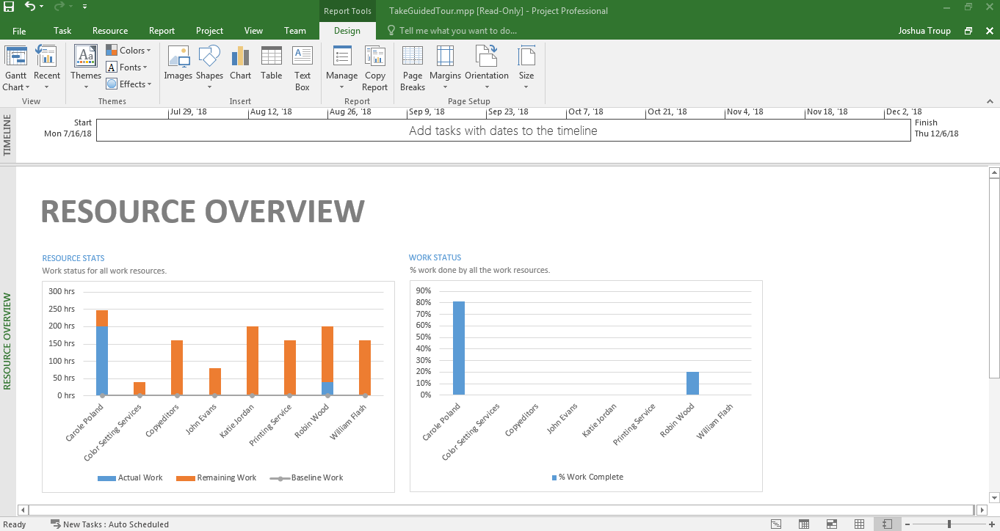 Report Tools
TakeGuidedTour.mpp [Read-Only] - Project Professional
File Task Resource Report Project View Team Design Tell me what you want to do... Joshua Troup
Gantt Chart
Recent
View
Themes
Colors
Fonts
Effects
Themes
Images
Shapes
Chart
Table
Text Box
Insert
Manage
Copy Report
Report
Page Breaks
Margins
Orientation
Size
Page Setup
TIMELINE
Jul 29, '18 Aug 12, '18 Aug 26, '18 Sep 9, '18 Sep 23, '18 Oct 7, '18 Oct 21, '18 Nov 4, '18 Nov 18, '18 Dec 2, '18
Start
Mon 7/16/18
Add tasks with dates to the timeline
Finish
Thu 12/6/18
RESOURCE OVERVIEW
RESOURCE OVERVIEW
RESOURCE STATS
Work status for all work resources.
300 hrs
250 hrs
200 hrs
150 hrs
100 hrs
50 hrs
0 hrs
Carole Poland
Color Setting Services
Copyeditors
John Evans
Katie Jordan
Printing Service
Robin Wood
William Flash
Actual Work Remaining Work Baseline Work
WORK STATUS
% work done by all the work resources.
90%
80%
70%
60%
50%
40%
30%
20%
10%
0%
Carole Poland
Color Setting Services
Copyeditors
John Evans
Katie Jordan
Printing Service
Robin Wood
William Flash
% Work Complete
Ready New Tasks : Auto Scheduled